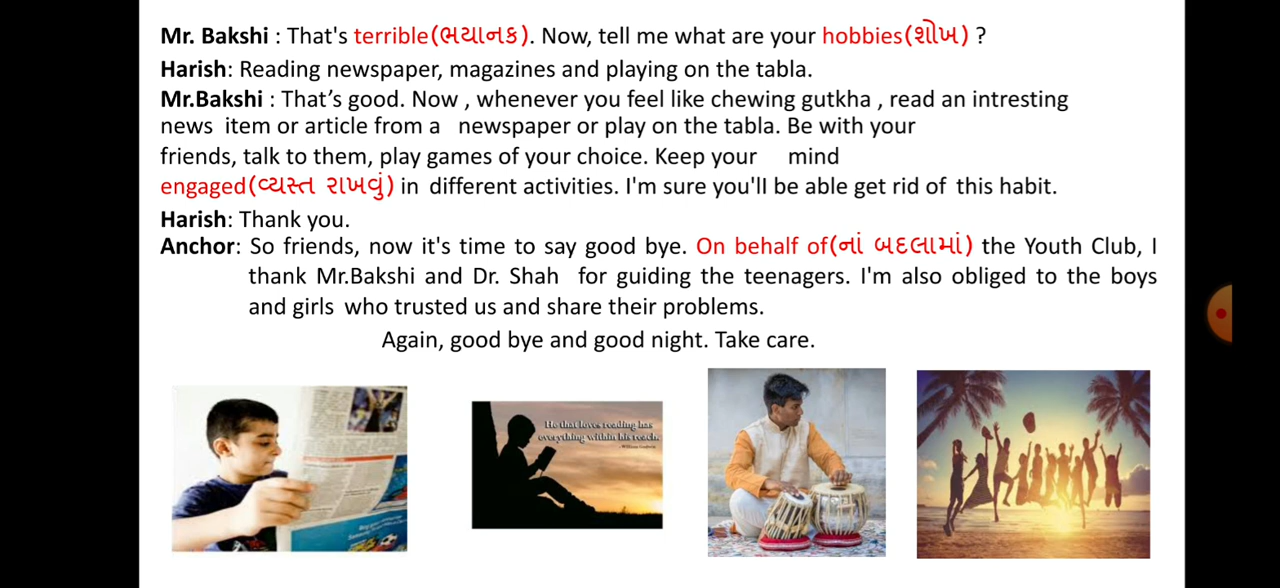 Mr. Bakshi : That's terrible(ભયાનક). Now, tell me what are your hobbies(શોખ) ?
Harish: Reading newspaper, magazines and playing on the tabla.
Mr.Bakshi : That’s good. Now , whenever you feel like chewing gutkha , read an intresting
news item or article from a newspaper or play on the tabla. Be with your
friends, talk to them, play games of your choice. Keep your mind
engaged(વ્યસ્ત રાખવું) in different activities. I'm sure you'll be able get rid of this habit.
Harish: Thank you.
Anchor: So friends, now it's time to say good bye. On behalf of(નાં બદલામાં) the Youth Club, I
thank Mr.Bakshi and Dr. Shah for guiding the teenagers. I'm also obliged to the boys
and girls who trusted us and share their problems.
Again, good bye and good night. Take care.
He that loves reading has
everything within his reach.
- William Godwin